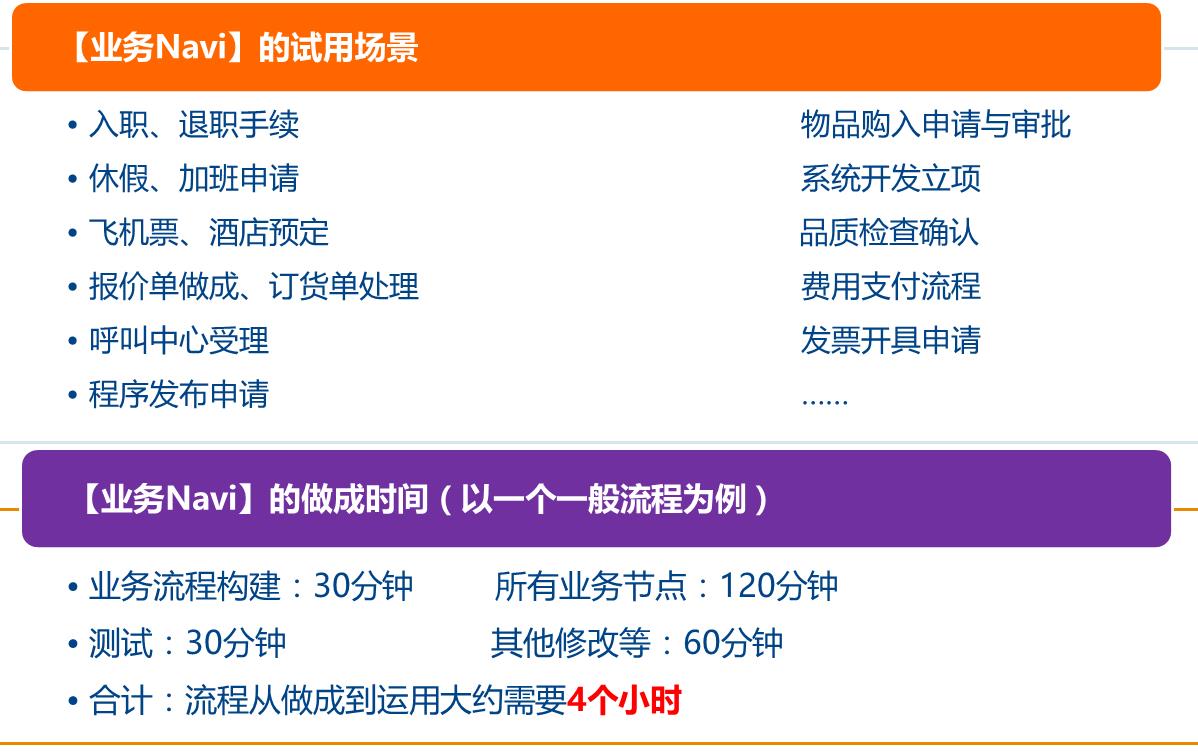 【业务Navi】的试用场景
• 入职、退职手续 物品购入申请与审批
• 休假、加班申请 系统开发立项
• 飞机票、酒店预定 品质检查确认
• 报价单做成、订货单处理 费用支付流程
• 呼叫中心受理 发票开具申请
• 程序发布申请 ......
【业务Navi】的做成时间（以一个一般流程为例）
• 业务流程构建：30分钟 所有业务节点：120分钟
• 测试：30分钟 其他修改等：60分钟
• 合计：流程从做成到运用大约需要4个小时